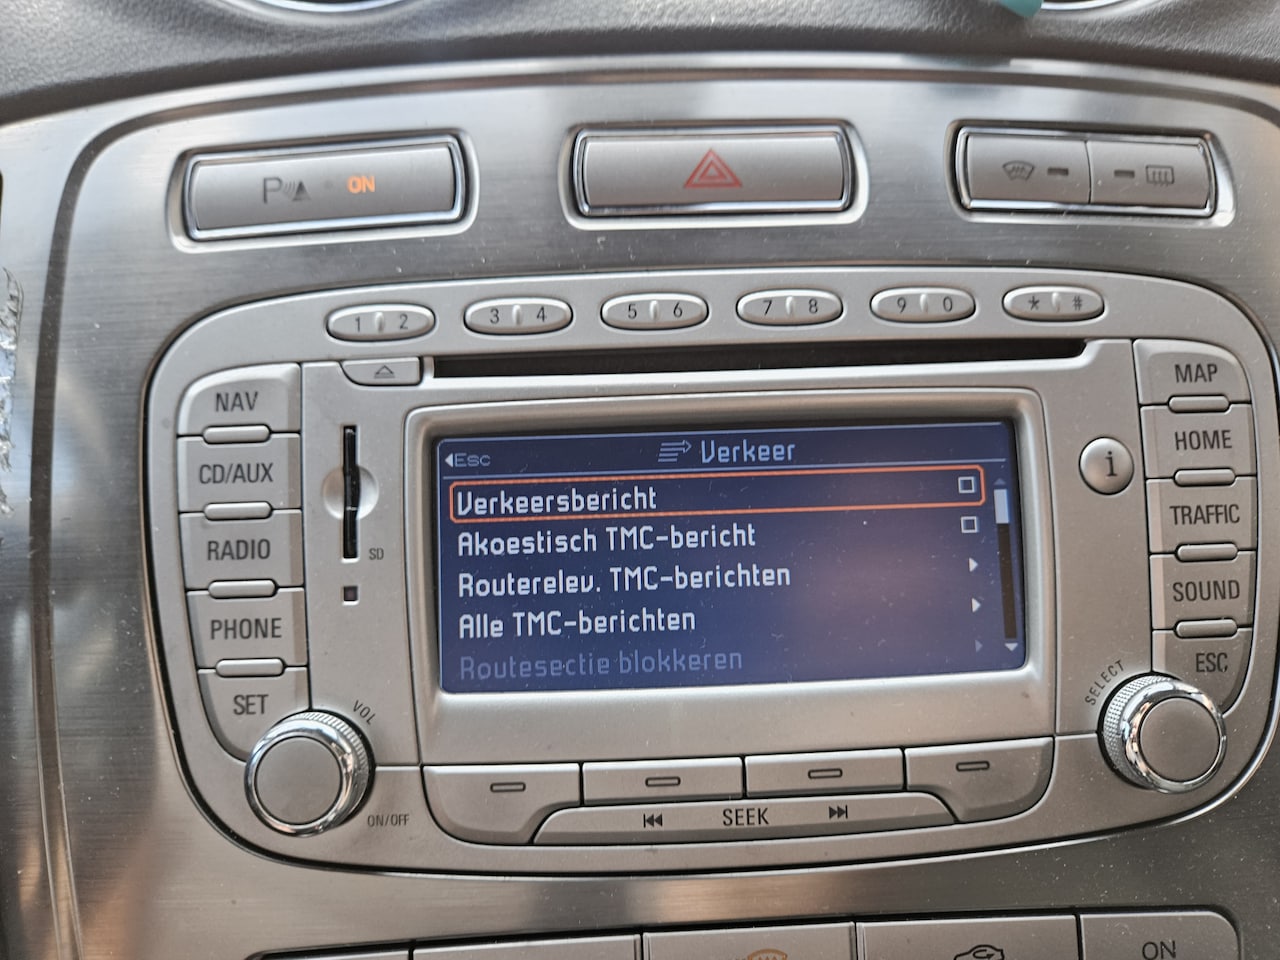 P ON
1 2 3 4 5 6 7 8 9 0 * #
NAV
CD/AUX
RADIO
PHONE
SET
VOL
ON/OFF
SD
Esc
Verkeer
Verkeersbericht
Akoestisch TMC-bericht
Routerelev. TMC-berichten
Alle TMC-berichten
Routesectie blokkeren
SEEK
i
MAP
HOME
TRAFFIC
SOUND
ESC
SELECT
ON